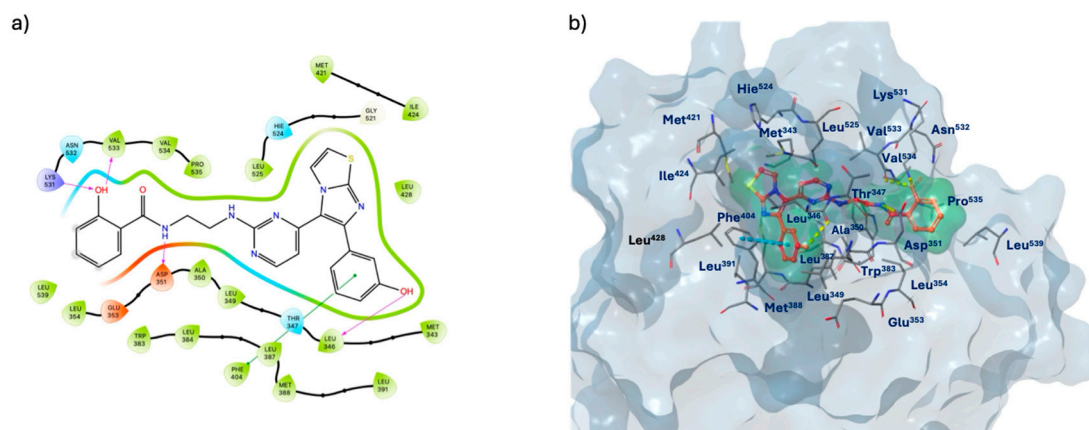 a)
b)
MET
421
ILE
424
GLY
521
HIE
524
LEU
525
ASN
532
VAL
533
VAL
534
PRO
535
LYS
531
LEU
428
S
N
N
OH
O
HN
N
N
N
H
OH
LEU
539
LEU
354
GLU
353
ASP
351
ALA
350
LEU
349
THR
347
LEU
346
MET
343
TRP
383
LEU
384
LEU
387
PHE
404
MET
388
LEU
391
Hie524
Lys531
Met421
Met343
Leu525
Val533
Asn532
Val534
Ile424
Thr347
Pro535
Phe404
Leu346
Ala350
Leu428
Leu387
Asp351
Leu539
Leu391
Trp383
Leu354
Met388
Leu349
Glu353